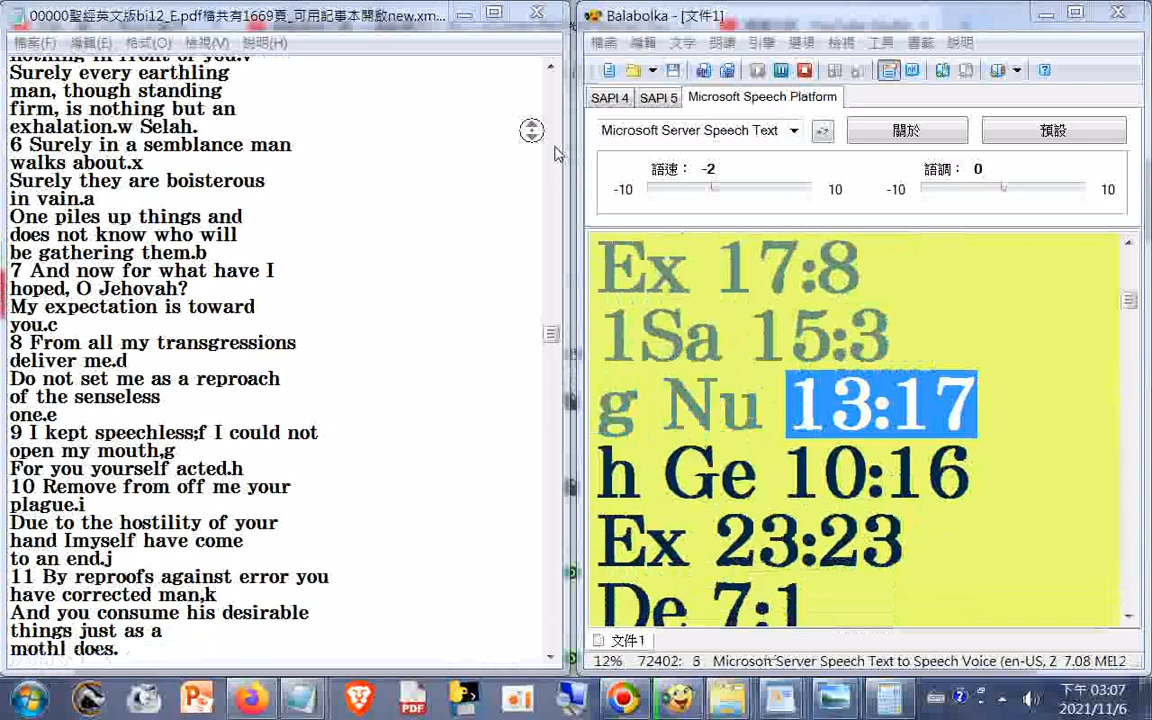 00000聖經英文版bi12_E.pdf檔共有1669頁_可用記事本開啟new.xm...
檔案(F) 編輯(E) 格式(O) 檢視(V) 說明(H)
nothing in front of you.v
Surely every earthling
man, though standing
firm, is nothing but an
exhalation.w Selah.
6 Surely in a semblance man
walks about.x
Surely they are boisterous
in vain.a
One piles up things and
does not know who will
be gathering them.b
7 And now for what have I
hoped, O Jehovah?
My expectation is toward
you.c
8 From all my transgressions
deliver me.d
Do not set me as a reproach
of the senseless
one.e
9 I kept speechless;f I could not
open my mouth,g
For you yourself acted.h
10 Remove from off me your
plague.i
Due to the hostility of your
hand Imyself have come
to an end.j
11 By reproofs against error you
have corrected man,k
And you consume his desirable
things just as a
mothl does.
Balabolka - [文件1]
檔案 編輯 文字 朗讀 引擎 選項 檢視 工具 書籤 說明
SAPI 4 SAPI 5 Microsoft Speech Platform
Microsoft Server Speech Text 關於 預設
語速： -2 語調： 0
-10 10 -10 10
Ex 17:8
1Sa 15:3
g Nu 13:17
h Ge 10:16
Ex 23:23
De 7:1
文件1
12% 72402: 8 Microsoft Server Speech Text to Speech Voice (en-US, Z 7.08 ME12
PDF
下午 03:07
2021/11/6